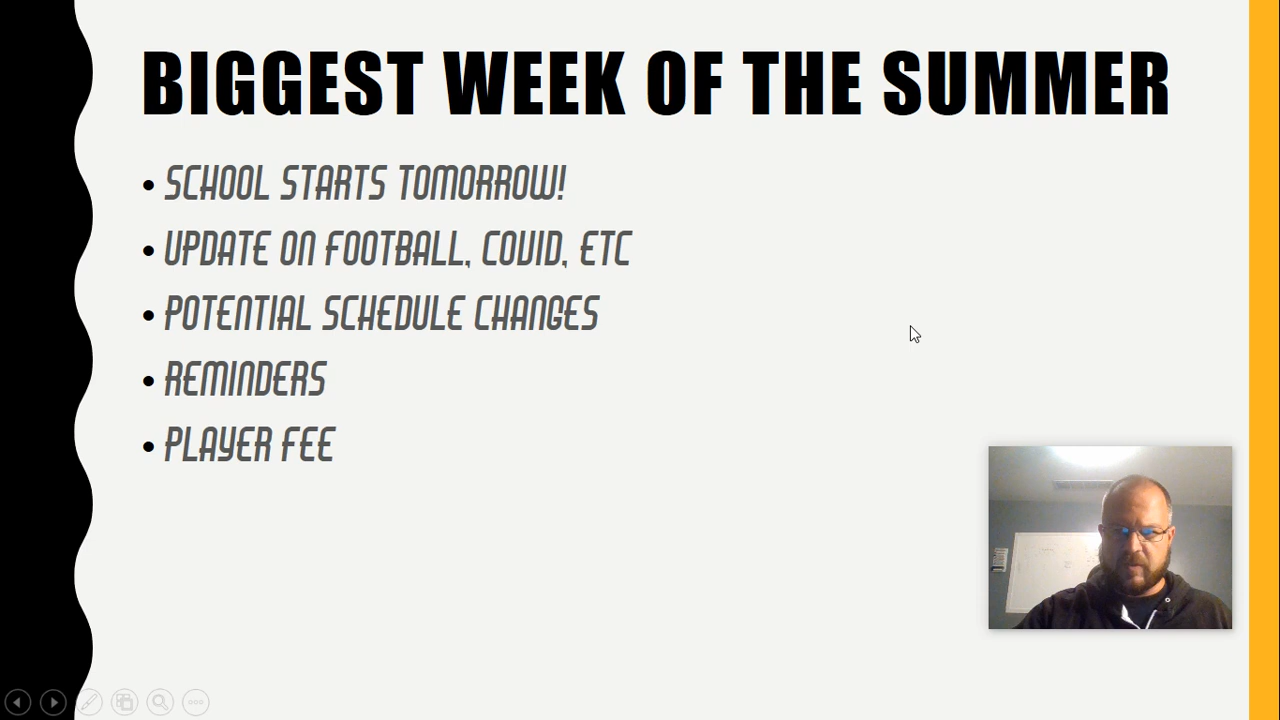 BIGGEST WEEK OF THE SUMMER
• SCHOOL STARTS TOMORROW!
• UPDATE ON FOOTBALL, COVID, ETC
• POTENTIAL SCHEDULE CHANGES
• REMINDERS
• PLAYER FEE